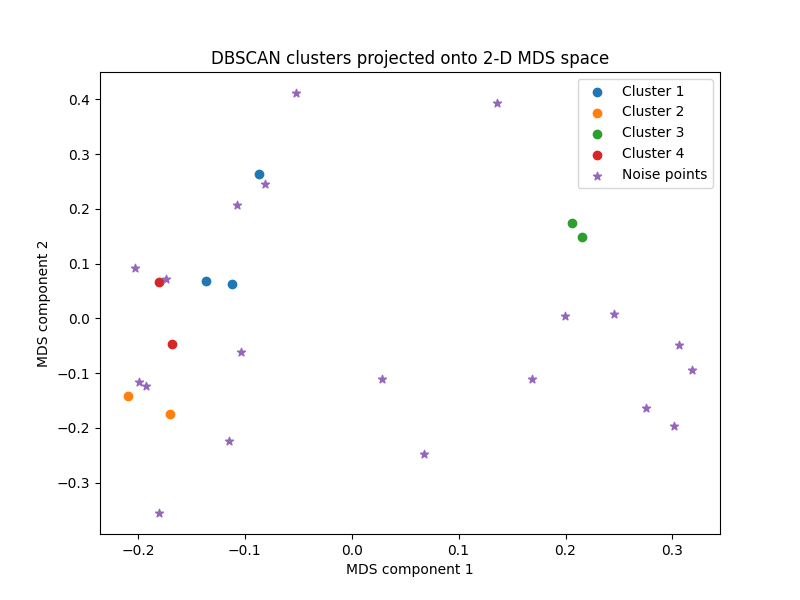 DBSCAN clusters projected onto 2-D MDS space
Cluster 1
Cluster 2
Cluster 3
Cluster 4
Noise points
0.4
0.3
0.2
0.1
0.0
−0.1
−0.2
−0.3
MDS component 2
−0.2
−0.1
0.0
0.1
0.2
0.3
MDS component 1